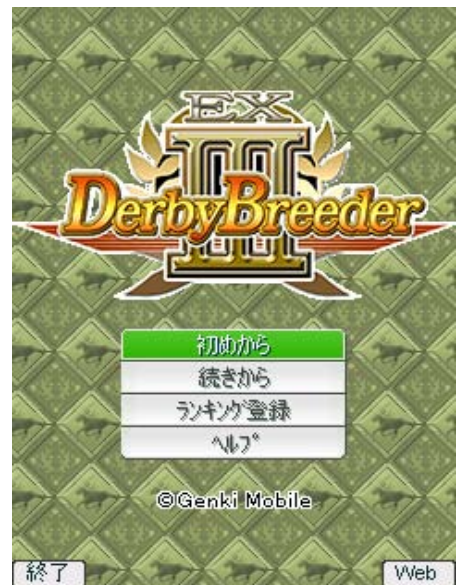 EX
III
DerbyBreeder
初めから
続きから
ランキング登録
ヘルプ
©Genki Mobile
終了
Web